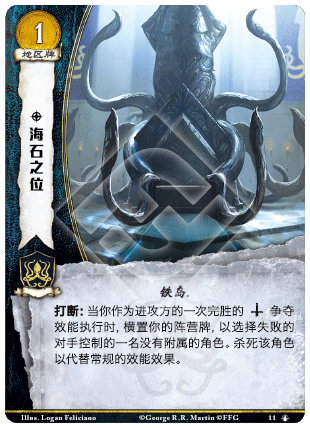 1
地区牌
海石之位
铁岛.
打断: 当你作为进攻方的一次完胜的 争夺
效能执行时, 横置你的阵营牌, 以选择失败的
对手控制的一名没有附属的角色。杀死该角色
以代替常规的效能效果。
Illus. Logan Feliciano ©George R.R. Martin ©FFG 11